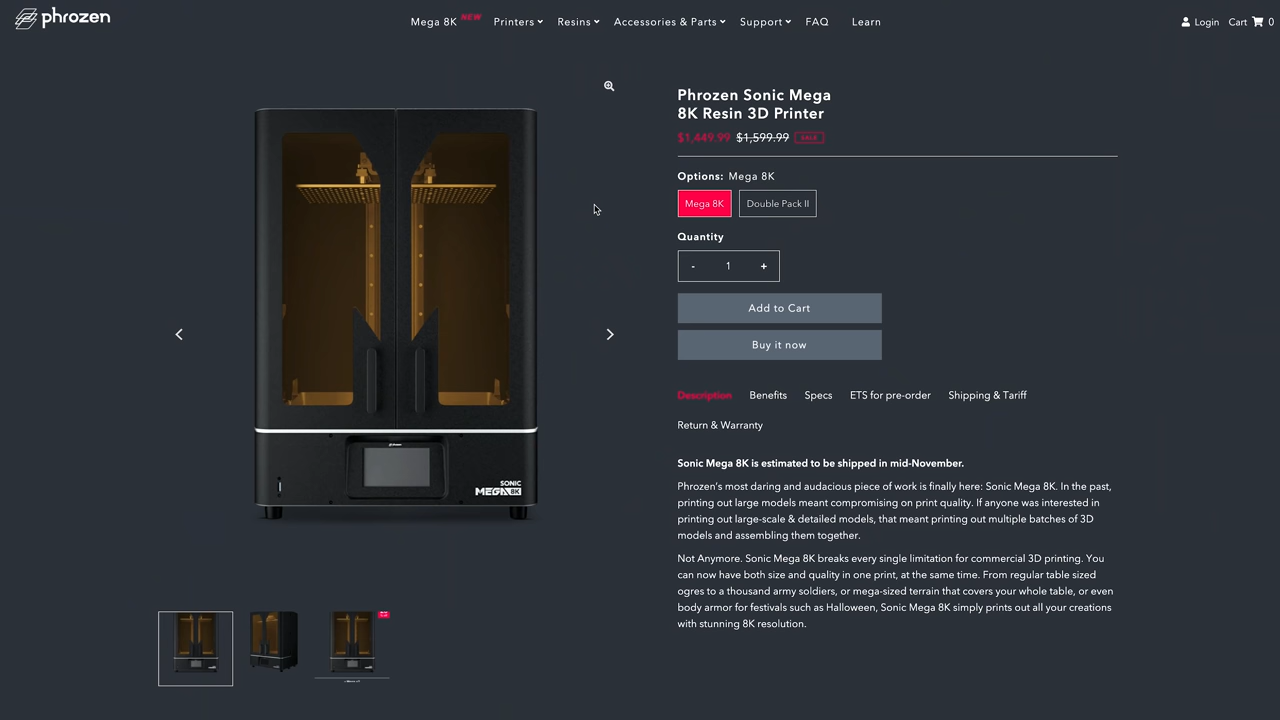 phrozen
Mega 8K NEW Printers Resins Accessories & Parts Support FAQ Learn
Login Cart 0
Phrozen Sonic Mega
8K Resin 3D Printer
$1,449.99 $1,599.99 SALE
Options: Mega 8K
Mega 8K Double Pack II
Quantity
- 1 +
Add to Cart
Buy it now
Description Benefits Specs ETS for pre-order Shipping & Tariff
Return & Warranty
SONIC
MEGA 8K
Sonic Mega 8K is estimated to be shipped in mid-November.
Phrozen's most daring and audacious piece of work is finally here: Sonic Mega 8K. In the past,
printing out large models meant compromising on print quality. If anyone was interested in
printing out large-scale & detailed models, that meant printing out multiple batches of 3D
models and assembling them together.
Not Anymore. Sonic Mega 8K breaks every single limitation for commercial 3D printing. You
can now have both size and quality in one print, at the same time. From regular table sized
ogres to a thousand army soldiers, or mega-sized terrain that covers your whole table, or even
body armor for festivals such as Halloween, Sonic Mega 8K simply prints out all your creations
with stunning 8K resolution.